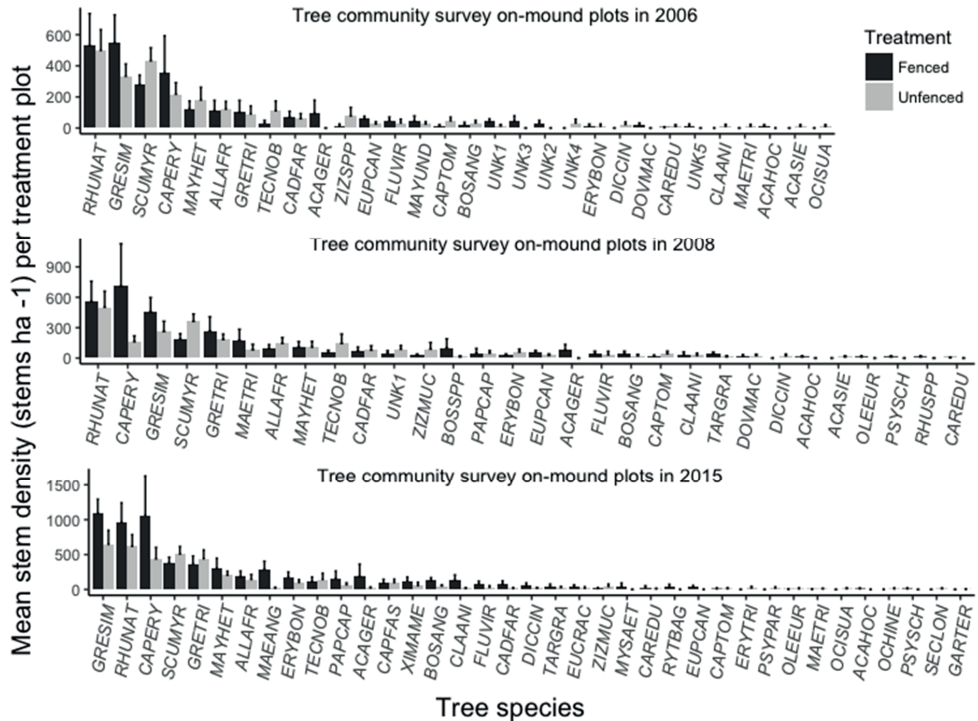 Tree community survey on-mound plots in 2006
Treatment
Fenced
Unfenced
Mean stem density (stems ha -1) per treatment plot
600
400
200
0
RHUNAT GRESIM SCUMYR CAPERY MAYHET ALLAFR GRETRI TECNOB CADFAR ACAGER ZIZSPP EUPCAN FLUVIR MAYUND CAPTOM BOSANG UNK1 UNK3 UNK2 UNK4 ERYBON DICCIN DOVMAC CAREDU UNK5 CLAANI MAETRI ACAHOC ACASIE OCISUA
Tree community survey on-mound plots in 2008
900
600
300
0
RHUNAT CAPERY GRESIM SCUMYR GRETRI MAETRI ALLAFR MAYHET TECNOB CADFAR UNK1 ZIZMUC BOSSPP PAPCAP ERYBON EUPCAN ACAGER FLUVIR BOSANG CAPTOM CLAANI TARGRA DOVMAC DICCIN ACAHOC ACASIE OLEEUR PSYSCH RHUSPP CAREDU
Tree community survey on-mound plots in 2015
1500
1000
500
0
GRESIM RHUNAT CAPERY SCUMYR GRETRI MAYHET ALLAFR MAEANG ERYBON TECNOB PAPCAP ACAGER CAPFAS XIMAME BOSANG CLAANI FLUVIR CADFAR DICCIN TARGRA EUCRAC ZIZMUC MYSAET CAREDU RYTBAG EUPCAN CAPTOM ERYTRI PSYPAR OLEEUR MAETRI OCISUA ACAHOC OCHINE PSYSCH SECLON GARTER
Tree species